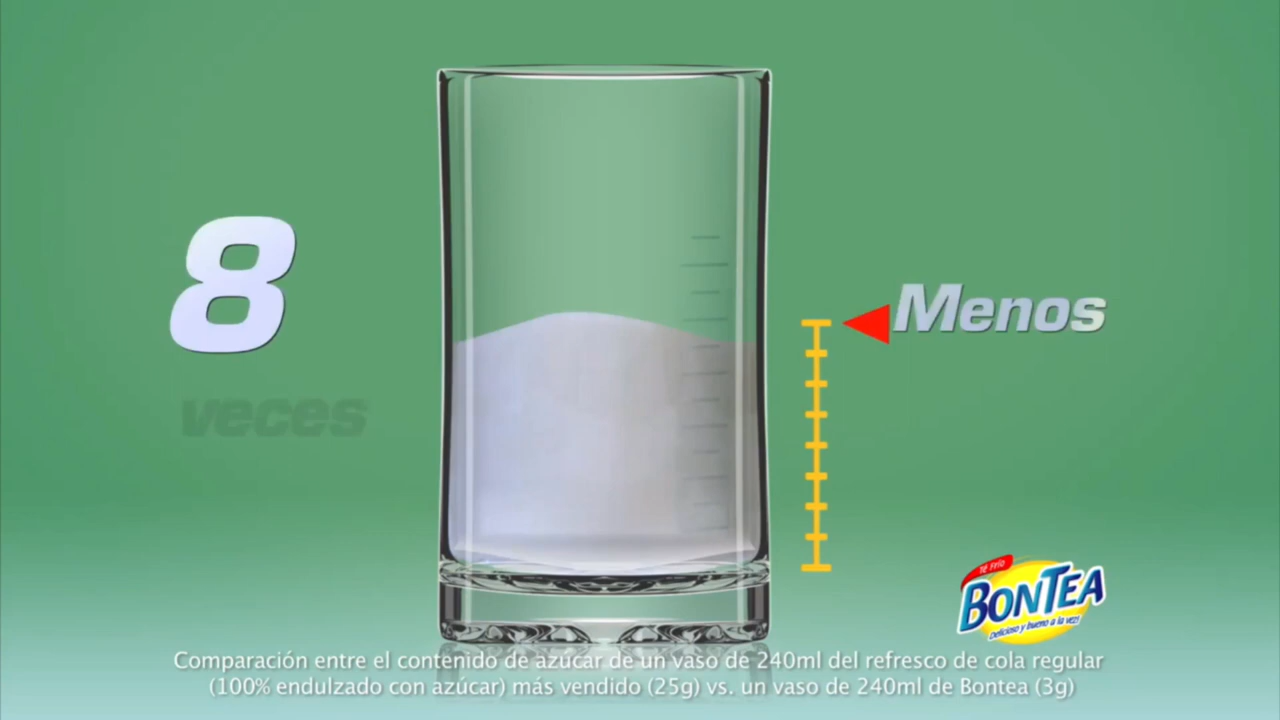 8
veces
Menos
Té Frío
BONTEA
Delicioso y bueno a la vez!
Comparación entre el contenido de azúcar de un vaso de 240ml del refresco de cola regular
(100% endulzado con azúcar) más vendido (25g) vs. un vaso de 240ml de Bontea (3g)